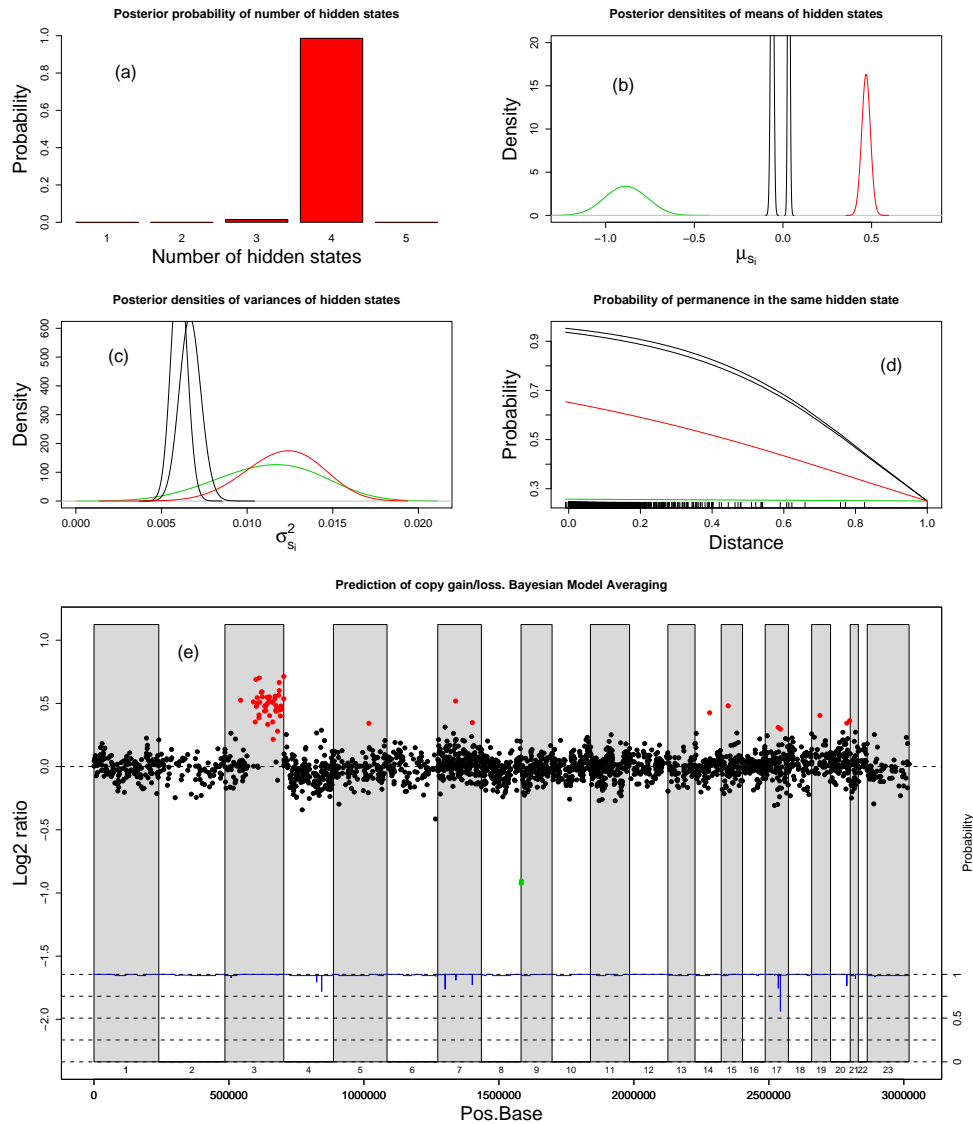 Posterior probability of number of hidden states
(a)
Probability
0.0 0.2 0.4 0.6 0.8 1.0
1 2 3 4 5
Number of hidden states
Posterior densitites of means of hidden states
(b)
Density
0 5 10 15 20
−1.0 −0.5 0.0 0.5
μsi
Posterior densities of variances of hidden states
(c)
Density
0 100 200 300 400 500 600
0.000 0.005 0.010 0.015 0.020
σ²si
Probability of permanence in the same hidden state
(d)
Probability
0.3 0.5 0.7 0.9
0.0 0.2 0.4 0.6 0.8 1.0
Distance
Prediction of copy gain/loss. Bayesian Model Averaging
(e)
Log2 ratio
−2.0 −1.5 −1.0 −0.5 0.0 0.5 1.0
Probability
0 0.5 1
1 2 3 4 5 6 7 8 9 10 11 12 13 14 15 16 17 18 19 20 21 22 23
0 500000 1000000 1500000 2000000 2500000 3000000
Pos.Base